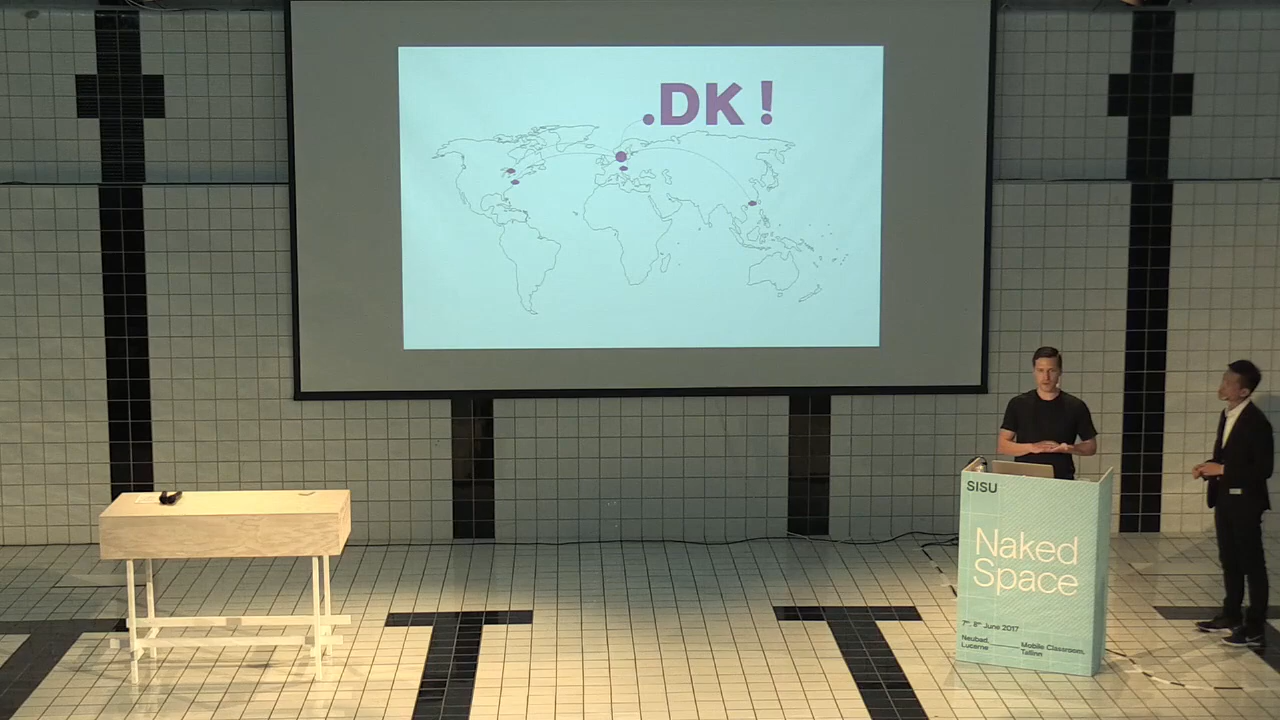 .DK !
SISU
Naked
Space
7th, 8th June 2017
Neubad, Mobile Classroom,
Lucerne Tallinn